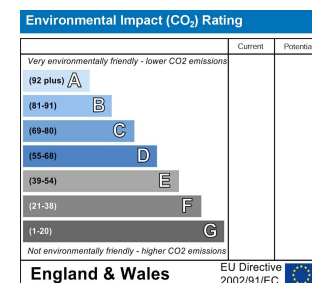 Environmental Impact (CO₂) Rating
Current Potentia
Very environmentally friendly - lower CO2 emissions
(92 plus) A
(81-91) B
(69-80) C
(55-68) D
(39-54) E
(21-38) F
(1-20) G
Not environmentally friendly - higher CO2 emissions
England & Wales
EU Directive
2002/91/EC